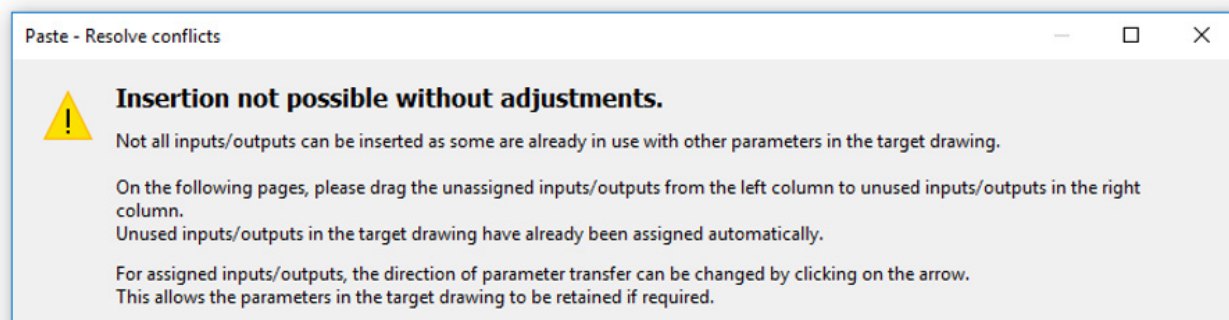 Paste - Resolve conflicts
Insertion not possible without adjustments.
Not all inputs/outputs can be inserted as some are already in use with other parameters in the target drawing.
On the following pages, please drag the unassigned inputs/outputs from the left column to unused inputs/outputs in the right
column.
Unused inputs/outputs in the target drawing have already been assigned automatically.
For assigned inputs/outputs, the direction of parameter transfer can be changed by clicking on the arrow.
This allows the parameters in the target drawing to be retained if required.